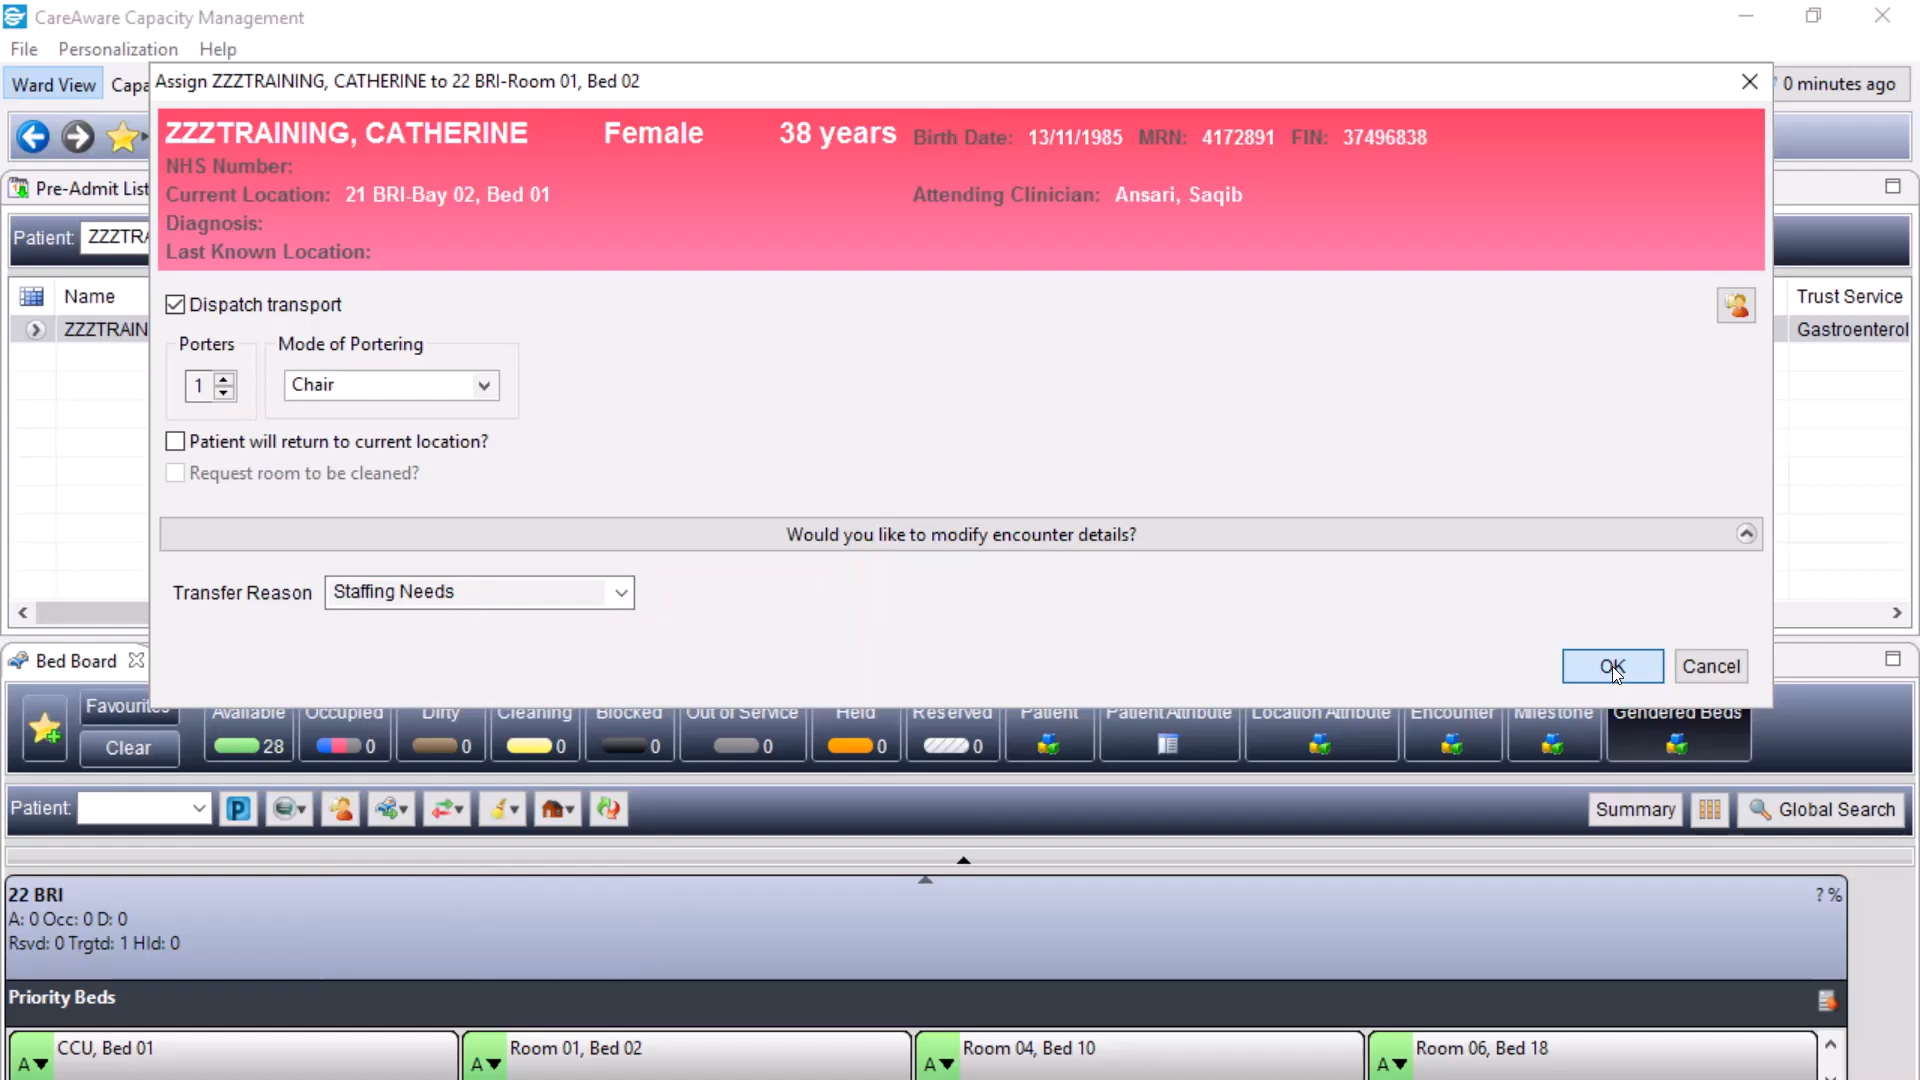 CareAware Capacity Management
File Personalization Help
Ward View Capa
0 minutes ago
Assign ZZZTRAINING, CATHERINE to 22 BRI-Room 01, Bed 02
ZZZTRAINING, CATHERINE Female 38 years Birth Date: 13/11/1985 MRN: 4172891 FIN: 37496838
NHS Number:
Current Location: 21 BRI-Bay 02, Bed 01 Attending Clinician: Ansari, Saqib
Diagnosis:
Last Known Location:
Pre-Admit List
Patient: ZZZTRA
Name
ZZZTRAIN
Trust Service
Gastroenterol
Dispatch transport
Porters Mode of Portering
1 Chair
Patient will return to current location?
Request room to be cleaned?
Would you like to modify encounter details?
Transfer Reason Staffing Needs
OK Cancel
Bed Board
Favourites Available Occupied Dirty Cleaning Blocked Out of Service Held Reserved Patient Patient Attribute Location Attribute Encounter Milestone Gendered Beds
Clear 28 0 0 0 0 0 0 0
Patient: P Summary Global Search
22 BRI ? %
A: 0 Occ: 0 D: 0
Rsvd: 0 Trgtd: 1 Hld: 0
Priority Beds
A CCU, Bed 01 A Room 01, Bed 02 A Room 04, Bed 10 A Room 06, Bed 18